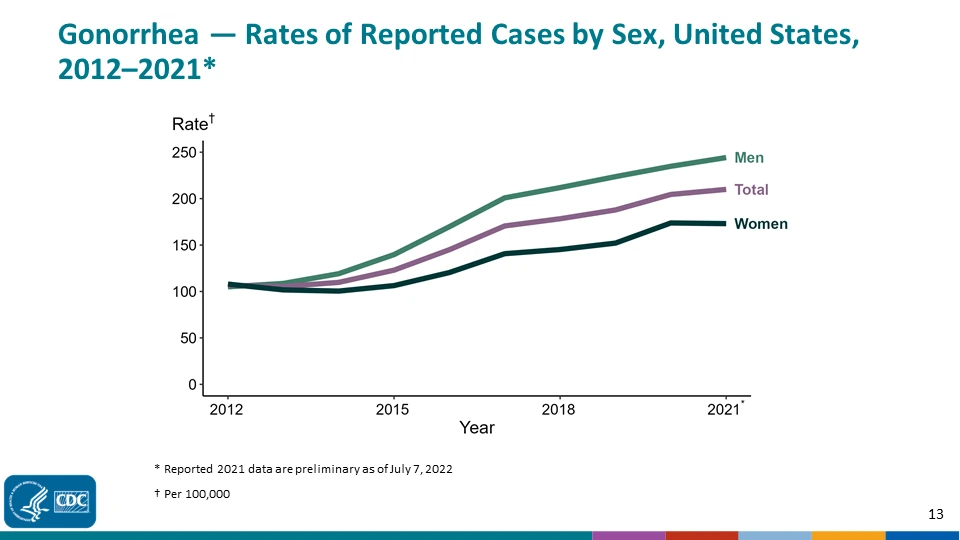 Gonorrhea — Rates of Reported Cases by Sex, United States,
2012–2021*
Rate†
250
200
150
100
50
0
Men
Total
Women
2012
2015
2018
2021*
Year
* Reported 2021 data are preliminary as of July 7, 2022
† Per 100,000
CDC
13